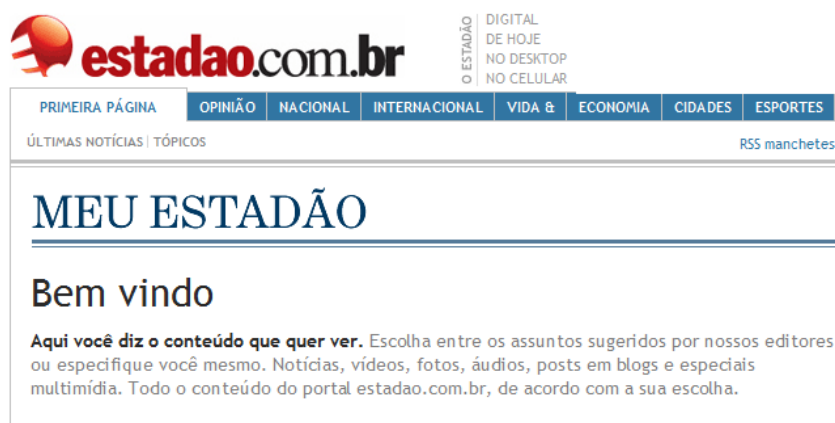 estadao.com.br
O ESTADÃO
DIGITAL
DE HOJE
NO DESKTOP
NO CELULAR
PRIMEIRA PÁGINA OPINIÃO NACIONAL INTERNACIONAL VIDA & ECONOMIA CIDADES ESPORTES
ÚLTIMAS NOTÍCIAS | TÓPICOS RSS manchetes
MEU ESTADÃO
Bem vindo
Aqui você diz o conteúdo que quer ver. Escolha entre os assuntos sugeridos por nossos editores
ou especifique você mesmo. Notícias, vídeos, fotos, áudios, posts em blogs e especiais
multimídia. Todo o conteúdo do portal estadao.com.br, de acordo com a sua escolha.